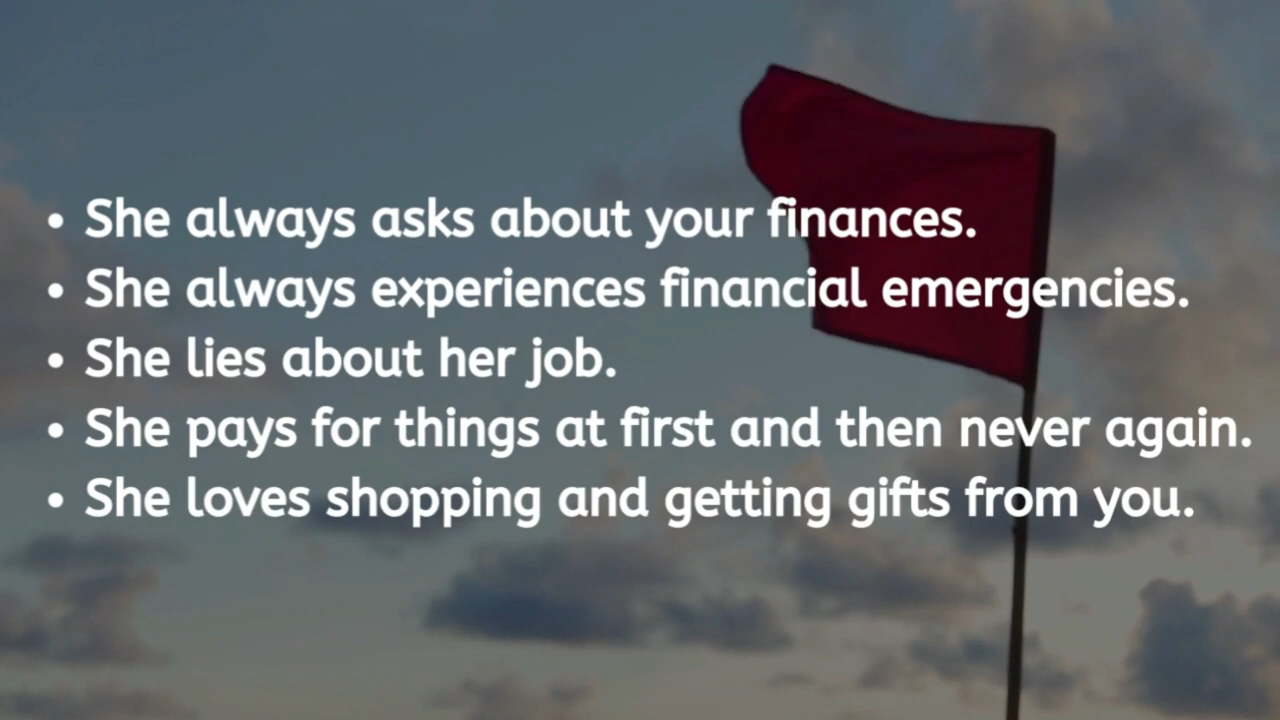 • She always asks about your finances.
• She always experiences financial emergencies.
• She lies about her job.
• She pays for things at first and then never again.
• She loves shopping and getting gifts from you.